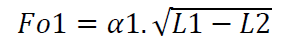 Fo1 = α1.√(L1 − L2)